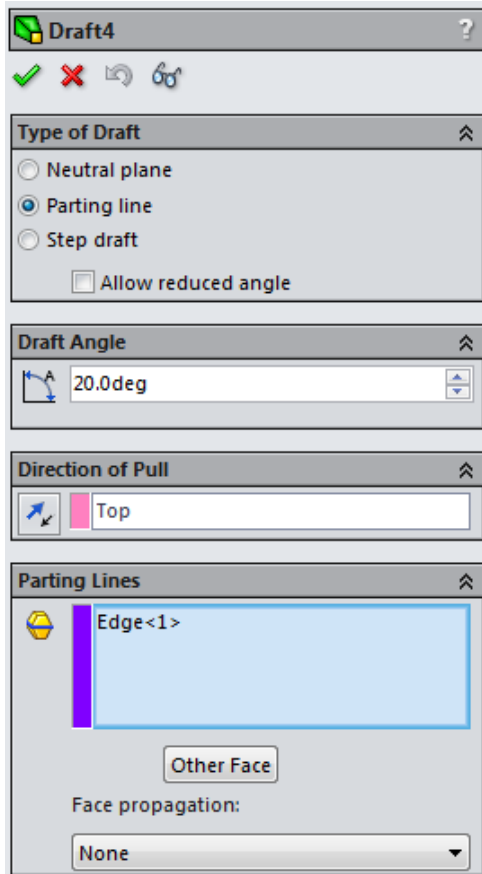 Draft4
?
Type of Draft
Neutral plane
Parting line
Step draft
Allow reduced angle
Draft Angle
A
20.0deg
Direction of Pull
Top
Parting Lines
Edge<1>
Other Face
Face propagation:
None